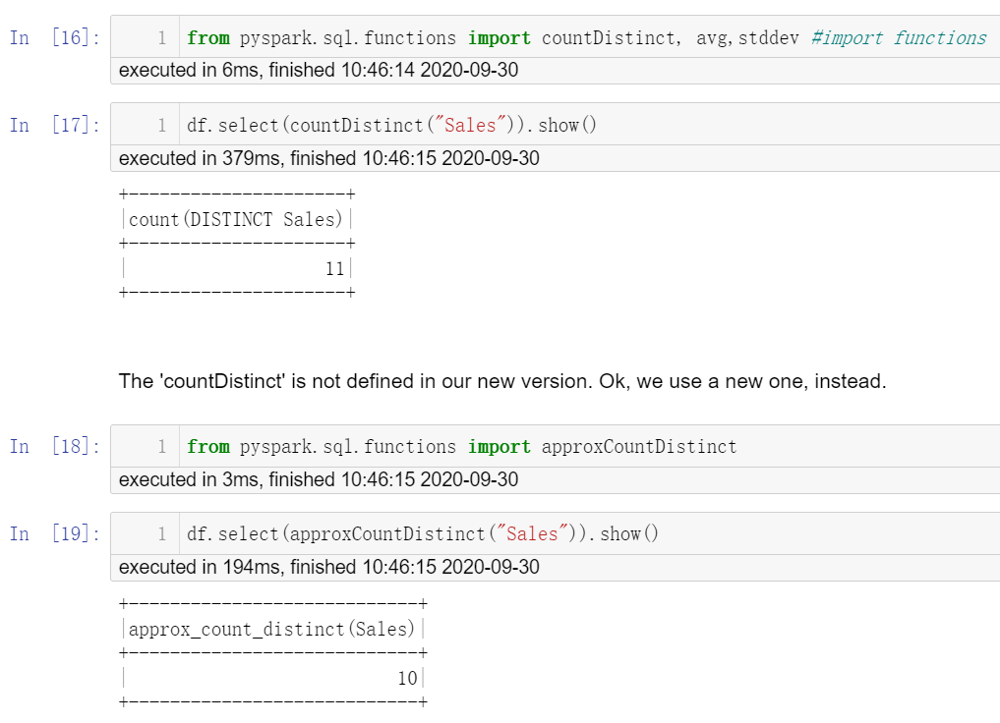 In [16]: 1 from pyspark.sql.functions import countDistinct, avg,stddev #import functions
executed in 6ms, finished 10:46:14 2020-09-30
In [17]: 1 df.select(countDistinct("Sales")).show()
executed in 379ms, finished 10:46:15 2020-09-30
+---------------------+
|count(DISTINCT Sales)|
+---------------------+
|                   11|
+---------------------+
The 'countDistinct' is not defined in our new version. Ok, we use a new one, instead.
In [18]: 1 from pyspark.sql.functions import approxCountDistinct
executed in 3ms, finished 10:46:15 2020-09-30
In [19]: 1 df.select(approxCountDistinct("Sales")).show()
executed in 194ms, finished 10:46:15 2020-09-30
+----------------------------+
|approx_count_distinct(Sales)|
+----------------------------+
|                          10|
+----------------------------+